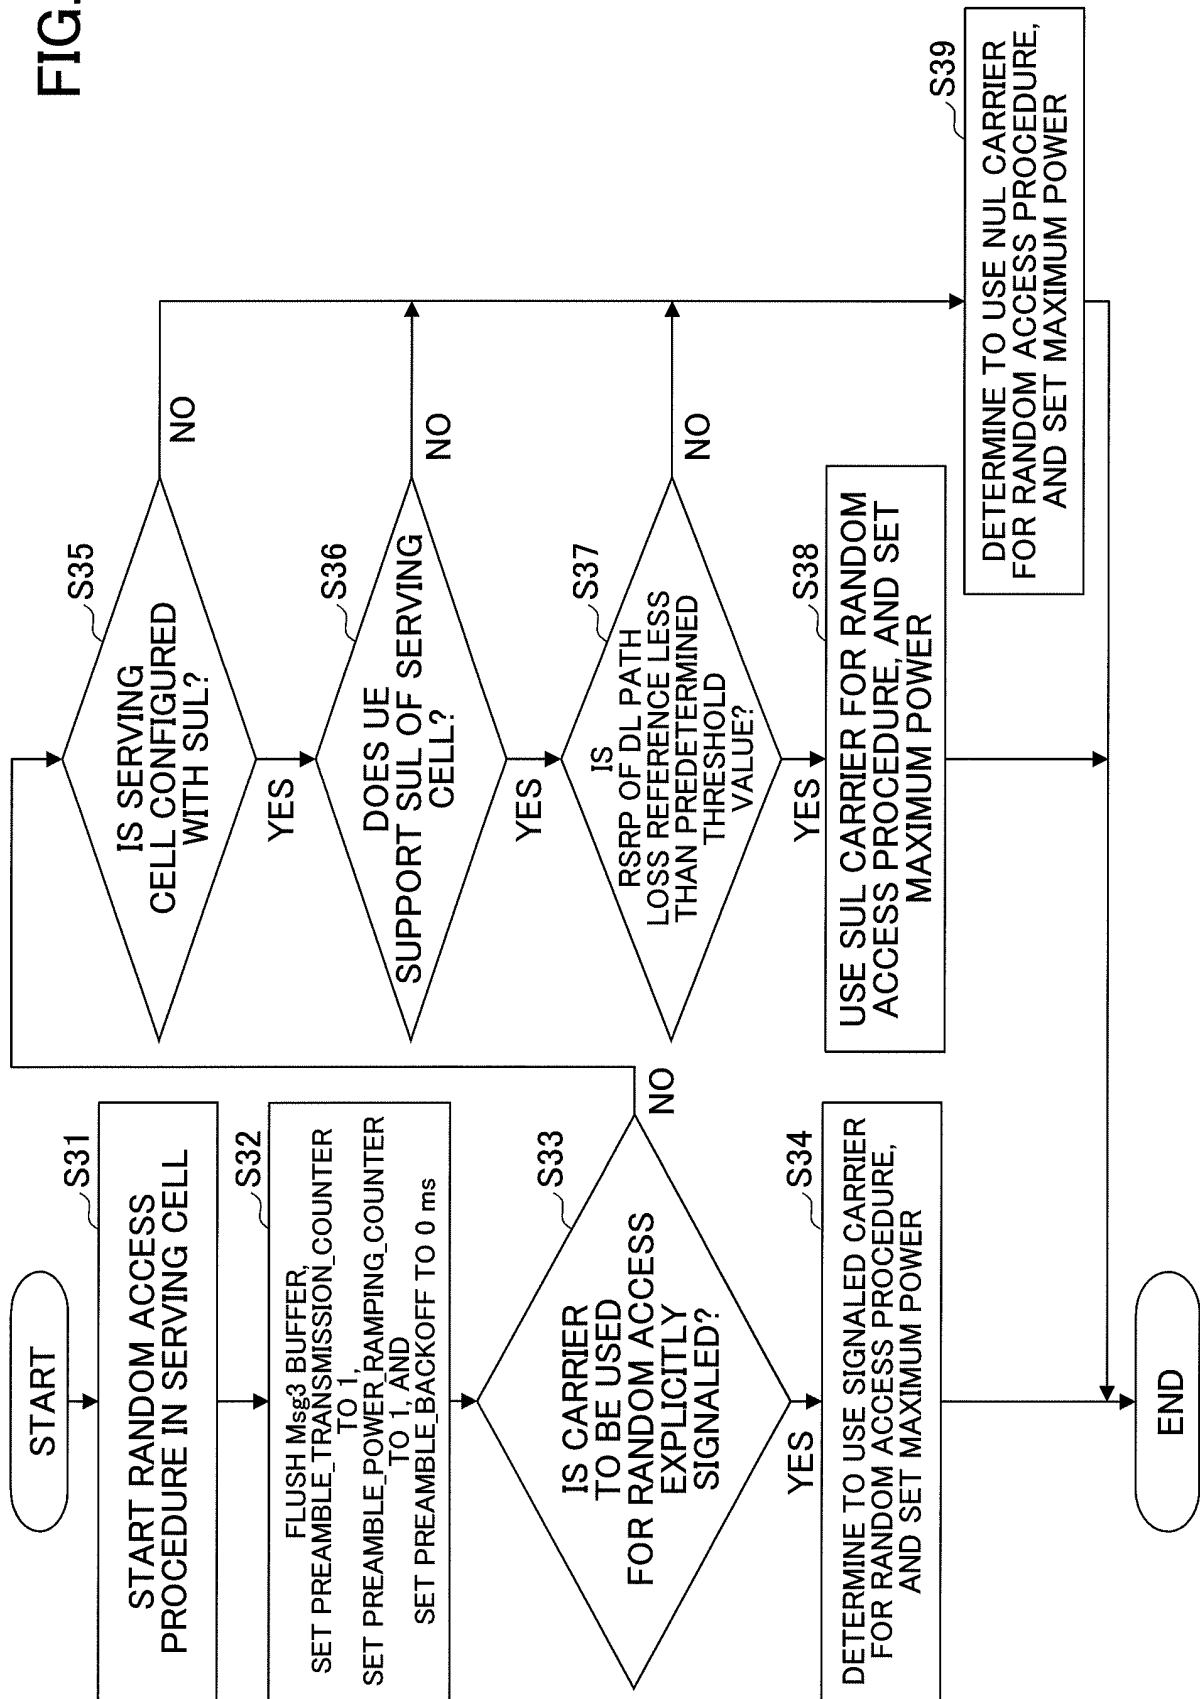 FIG.
START
S31
START RANDOM ACCESS
PROCEDURE IN SERVING CELL
S32
FLUSH Msg3 BUFFER,
SET PREAMBLE_TRANSMISSION_COUNTER
TO 1,
SET PREAMBLE_POWER_RAMPING_COUNTER
TO 1, AND
SET PREAMBLE_BACKOFF TO 0 ms
S33
IS CARRIER
TO BE USED
FOR RANDOM ACCESS
EXPLICITLY
SIGNALED?
NO
YES
S34
DETERMINE TO USE SIGNALED CARRIER
FOR RANDOM ACCESS PROCEDURE,
AND SET MAXIMUM POWER
END
S35
IS SERVING
CELL CONFIGURED
WITH SUL?
NO
YES
S36
DOES UE
SUPPORT SUL OF SERVING
CELL?
NO
YES
S37
IS
RSRP OF DL PATH
LOSS REFERENCE LESS
THAN PREDETERMINED
THRESHOLD
VALUE?
NO
YES
S38
USE SUL CARRIER FOR RANDOM
ACCESS PROCEDURE, AND SET
MAXIMUM POWER
S39
DETERMINE TO USE NUL CARRIER
FOR RANDOM ACCESS PROCEDURE,
AND SET MAXIMUM POWER